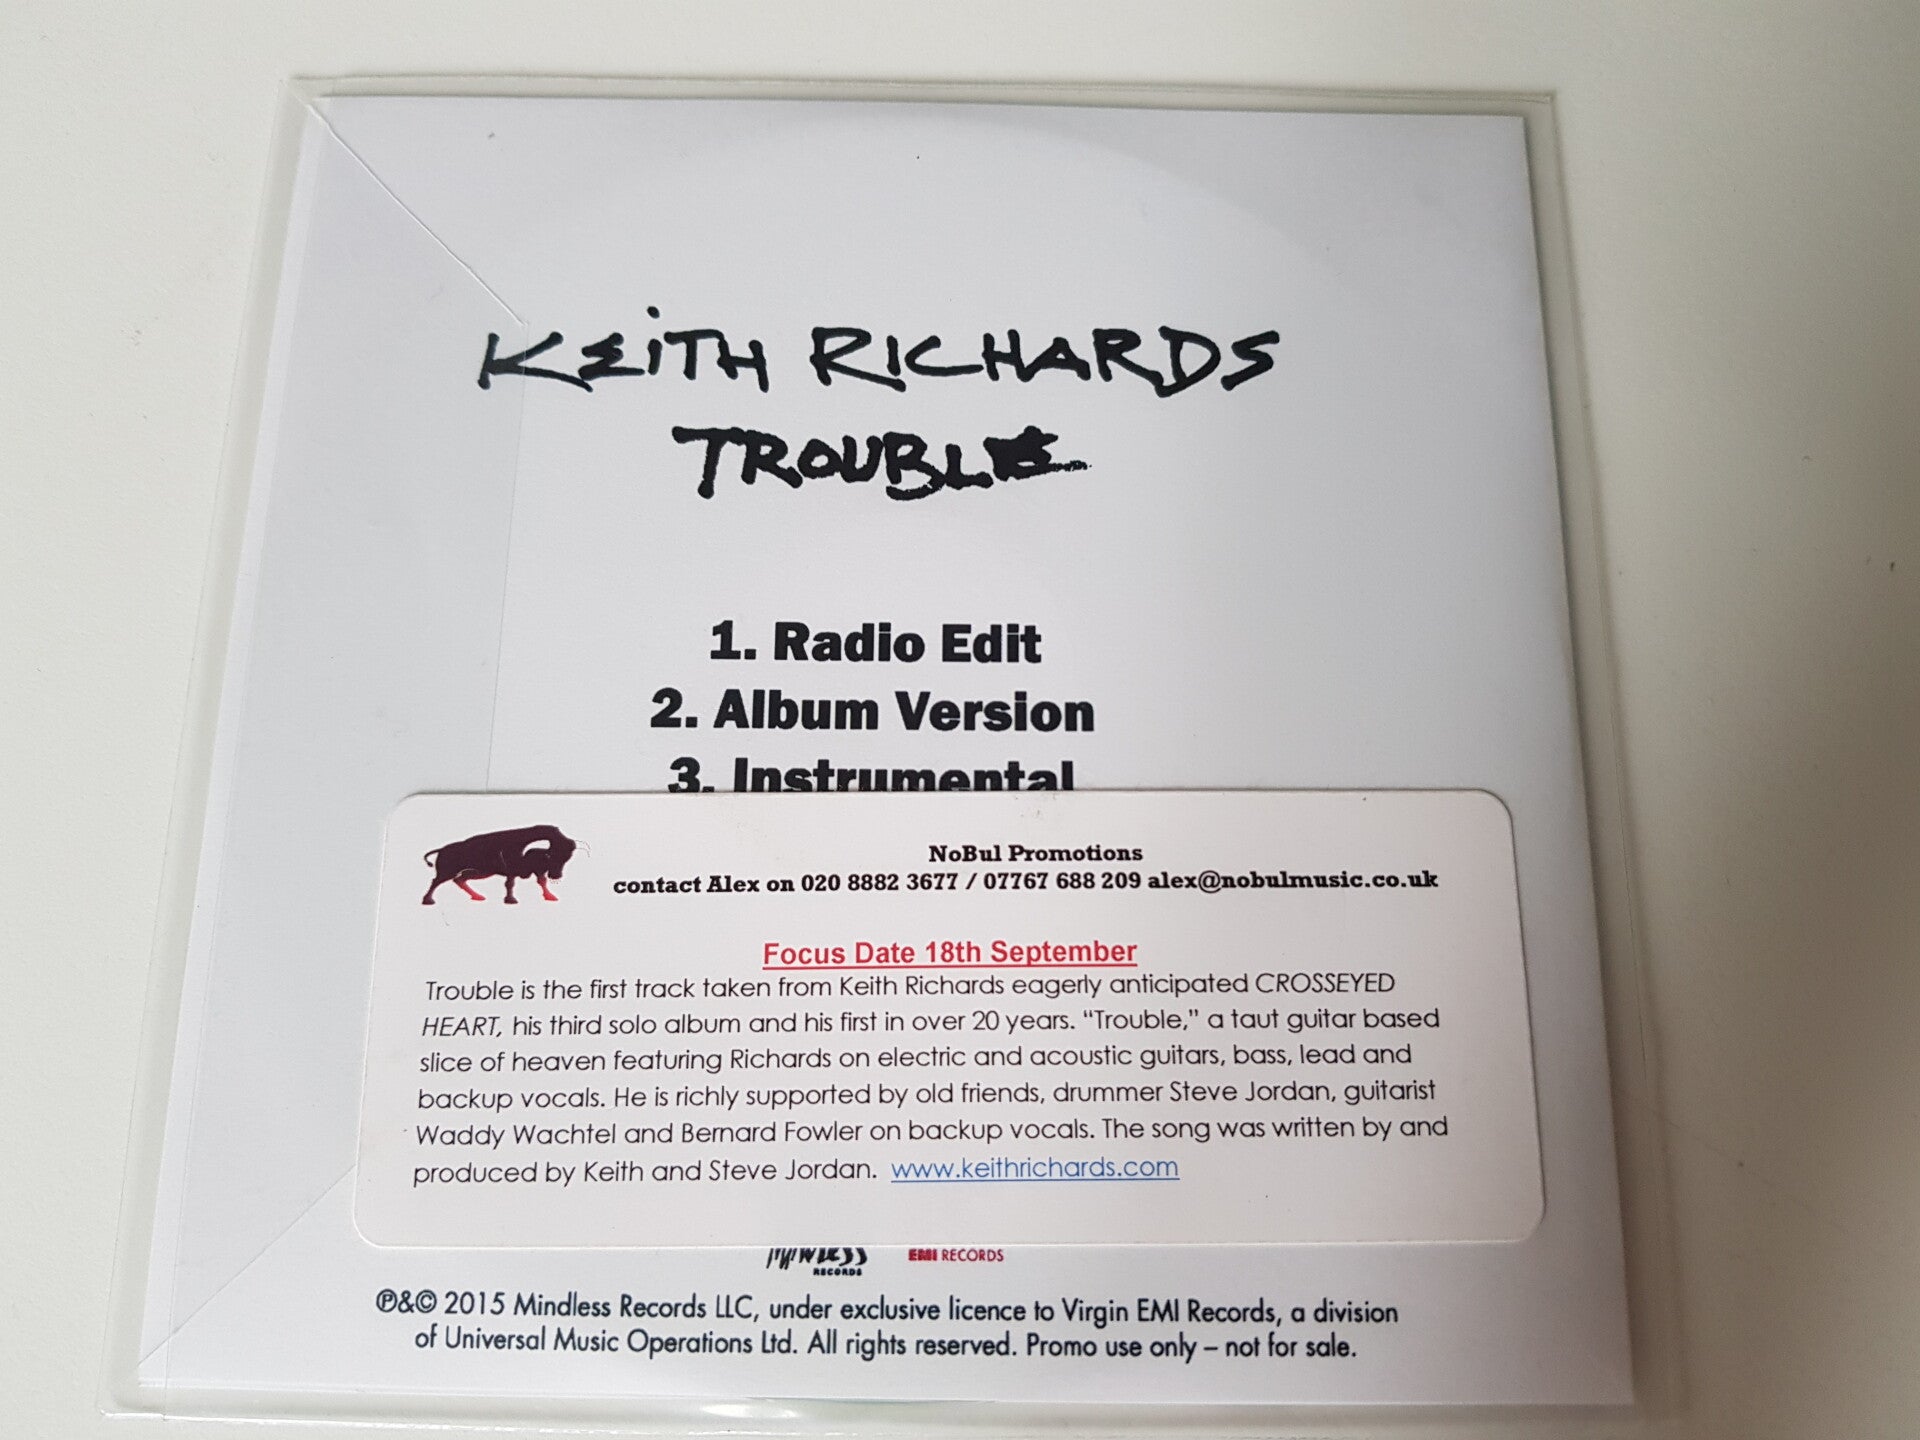 KEiTH RICHARDS
TROUBLE
1. Radio Edit
2. Album Version
3. Instrumental
NoBul Promotions
contact Alex on 020 8882 3677 / 07767 688 209 alex@nobulmusic.co.uk
Focus Date 18th September
Trouble is the first track taken from Keith Richards eagerly anticipated CROSSEYED
HEART, his third solo album and his first in over 20 years. “Trouble,” a taut guitar based
slice of heaven featuring Richards on electric and acoustic guitars, bass, lead and
backup vocals. He is richly supported by old friends, drummer Steve Jordan, guitarist
Waddy Wachtel and Bernard Fowler on backup vocals. The song was written by and
produced by Keith and Steve Jordan. www.keithrichards.com
MINDLESS EMI RECORDS
RECORDS
℗&© 2015 Mindless Records LLC, under exclusive licence to Virgin EMI Records, a division
of Universal Music Operations Ltd. All rights reserved. Promo use only – not for sale.